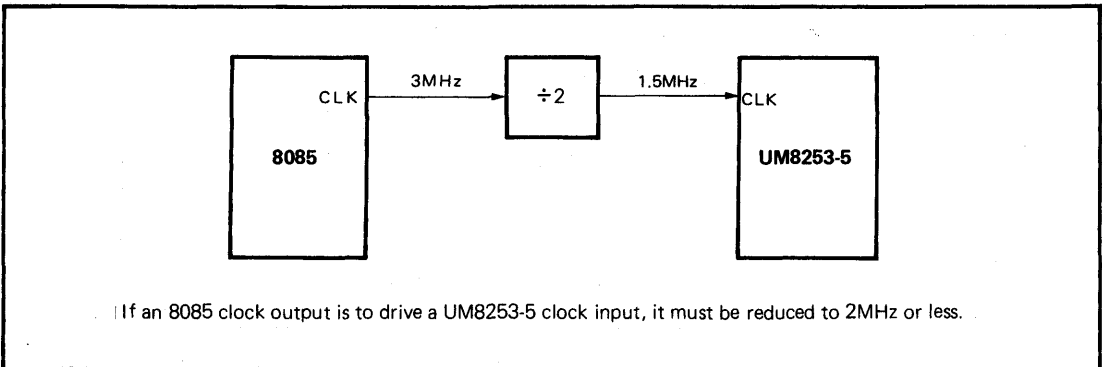 3MHz
1.5MHz
CLK
÷2
CLK
8085
UM8253-5
If an 8085 clock output is to drive a UM8253-5 clock input, it must be reduced to 2MHz or less.